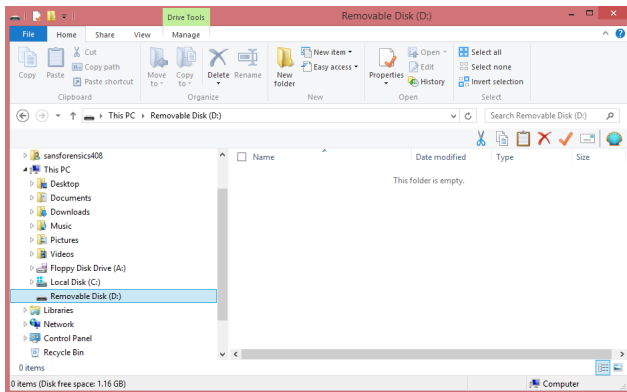 Drive Tools
Removable Disk (D:)
File Home Share View Manage
Copy
Paste
Cut
Copy path
Paste shortcut
Clipboard
Move to
Copy to
Delete
Rename
Organize
New folder
New item
Easy access
New
Properties
Open
Edit
History
Open
Select all
Select none
Invert selection
Select
This PC Removable Disk (D:)
Search Removable Disk (D:)
Name Date modified Type Size
This folder is empty.
sansforensics408
This PC
Desktop
Documents
Downloads
Music
Pictures
Videos
Floppy Disk Drive (A:)
Local Disk (C:)
Removable Disk (D:)
Libraries
Network
Control Panel
Recycle Bin
0 items
0 items (Disk free space: 1.16 GB)
Computer